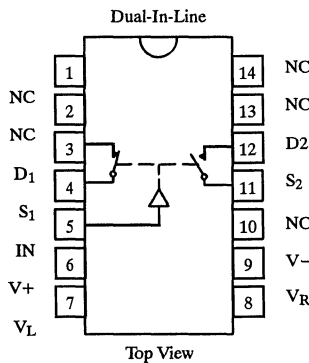 Dual-In-Line
1 14 NC
NC 2 13 NC
NC 3 12 D2
D1 4 11 S2
S1 5 10 NC
IN 6 9 V−
V+ 7 8 VR
VL
Top View